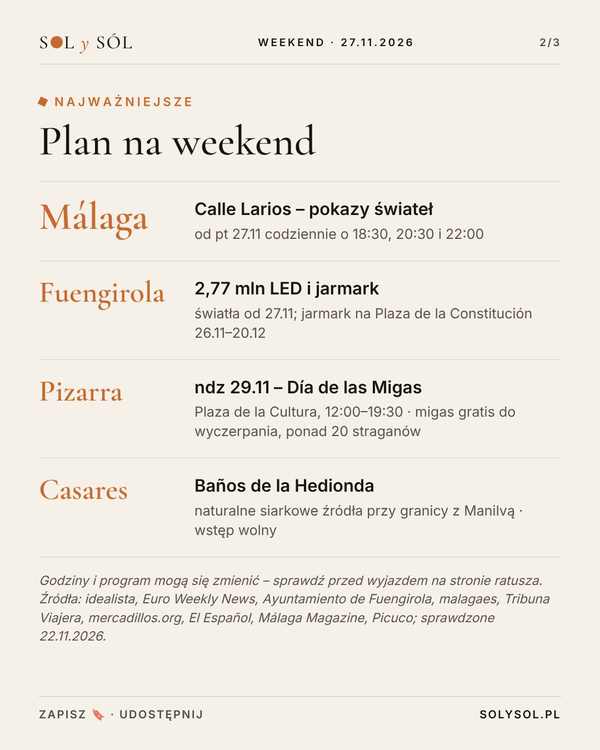 SOL y SÓL
WEEKEND · 27.11.2026
2/3
NAJWAŻNIEJSZE
Plan na weekend
Málaga
Calle Larios – pokazy świateł
od pt 27.11 codziennie o 18:30, 20:30 i 22:00
Fuengirola
2,77 mln LED i jarmark
światła od 27.11; jarmark na Plaza de la Constitución
26.11–20.12
Pizarra
ndz 29.11 – Día de las Migas
Plaza de la Cultura, 12:00–19:30 · migas gratis do
wyczerpania, ponad 20 straganów
Casares
Baños de la Hedionda
naturalne siarkowe źródła przy granicy z Manilvą ·
wstęp wolny
Godziny i program mogą się zmienić – sprawdź przed wyjazdem na stronie ratusza.
Źródła: idealista, Euro Weekly News, Ayuntamiento de Fuengirola, malagaes, Tribuna
Viajera, mercadillos.org, El Español, Málaga Magazine, Picuco; sprawdzone
22.11.2026.
ZAPISZ 🔖 · UDOSTĘPNIJ
SOLYSOL.PL